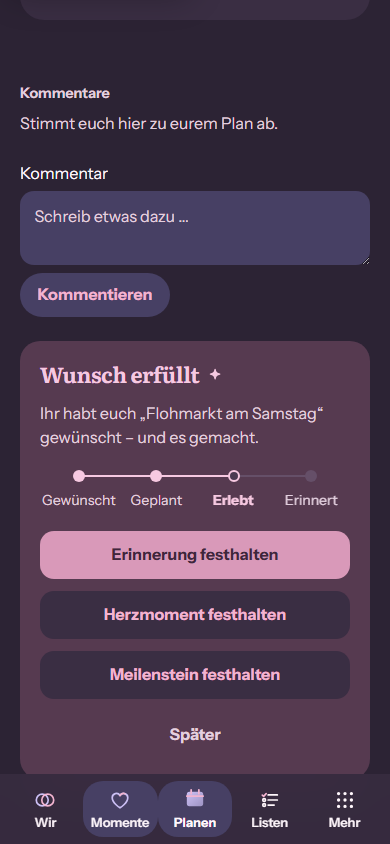 Kommentare
Stimmt euch hier zu eurem Plan ab.
Kommentar
Schreib etwas dazu ...
Kommentieren
Wunsch erfüllt
Ihr habt euch „Flohmarkt am Samstag“
gewünscht – und es gemacht.
Gewünscht Geplant Erlebt Erinnert
Erinnerung festhalten
Herzmoment festhalten
Meilenstein festhalten
Später
Wir Momente Planen Listen Mehr